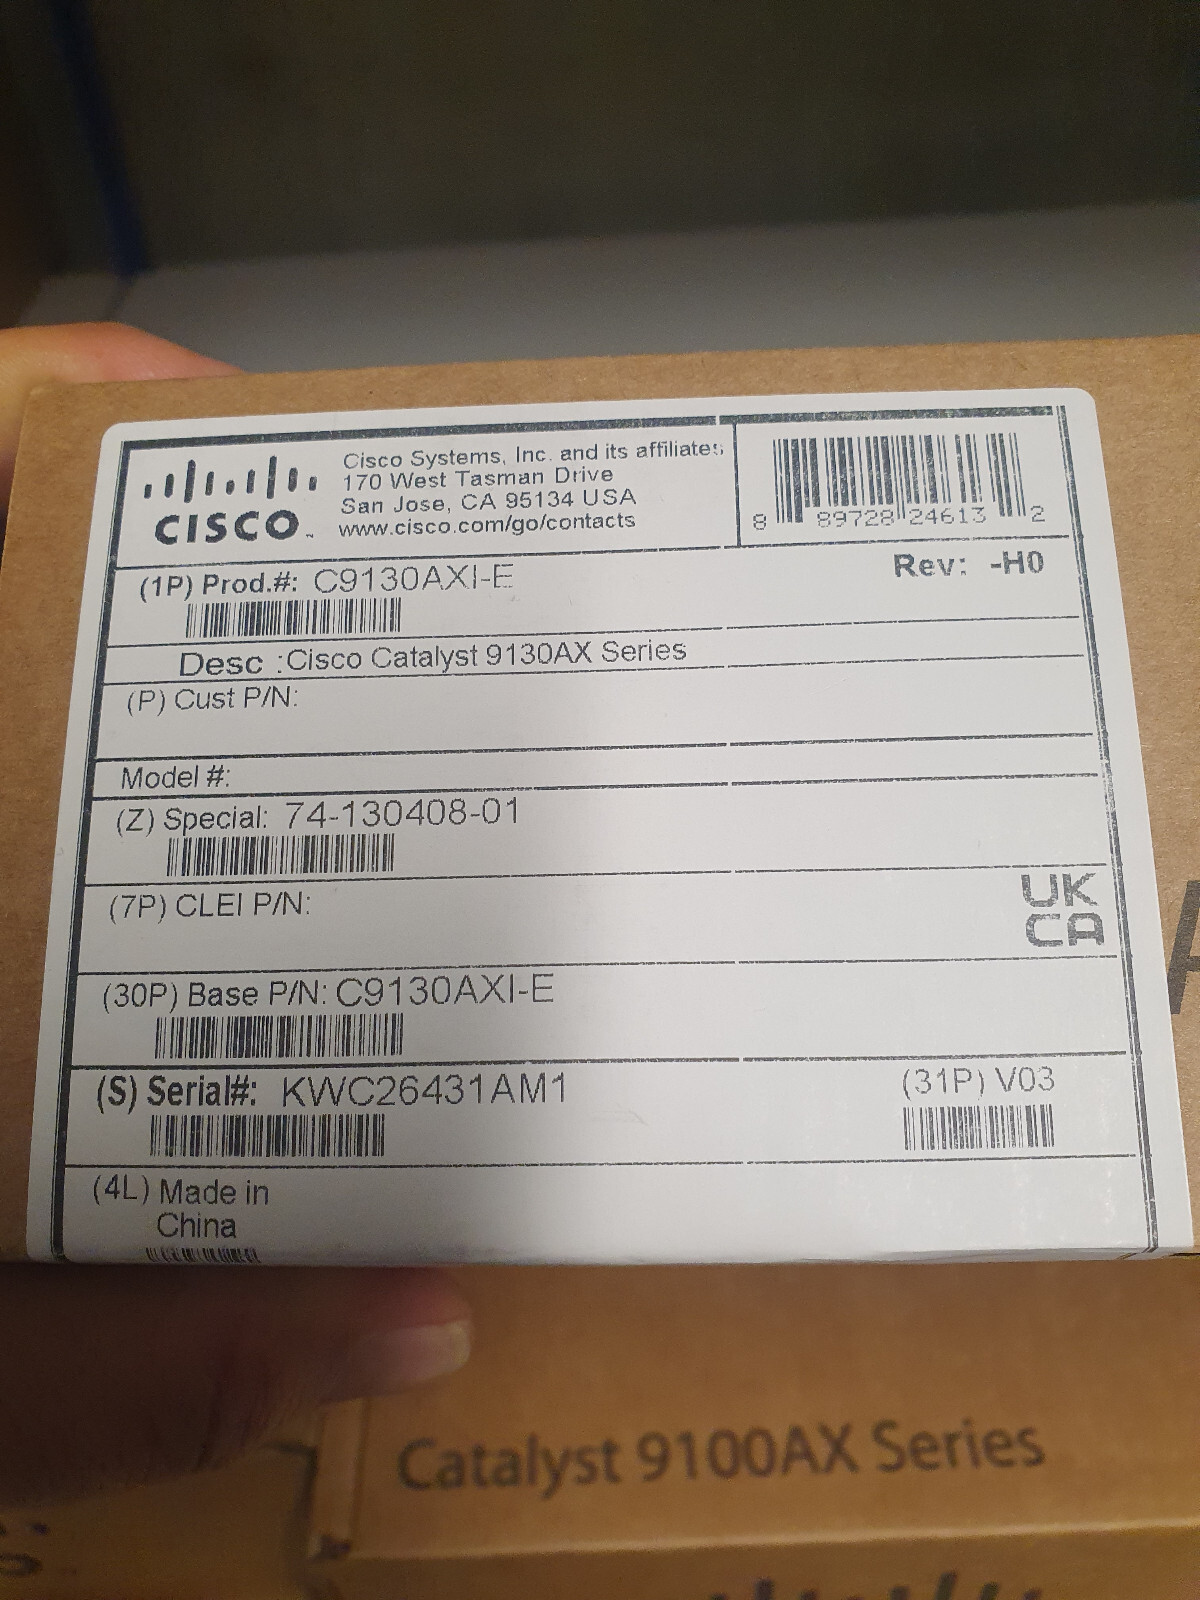 CISCO
Cisco Systems, Inc. and its affiliates
170 West Tasman Drive
San Jose, CA 95134 USA
www.cisco.com/go/contacts
8 89728 24613 2
(1P) Prod.#: C9130AXI-E
Rev: -H0
Desc :Cisco Catalyst 9130AX Series
(P) Cust P/N:
Model #:
(Z) Special: 74-130408-01
(7P) CLEI P/N:
UK
CA
(30P) Base P/N: C9130AXI-E
(S) Serial#: KWC26431AM1
(31P) V03
(4L) Made in
China
Catalyst 9100AX Series